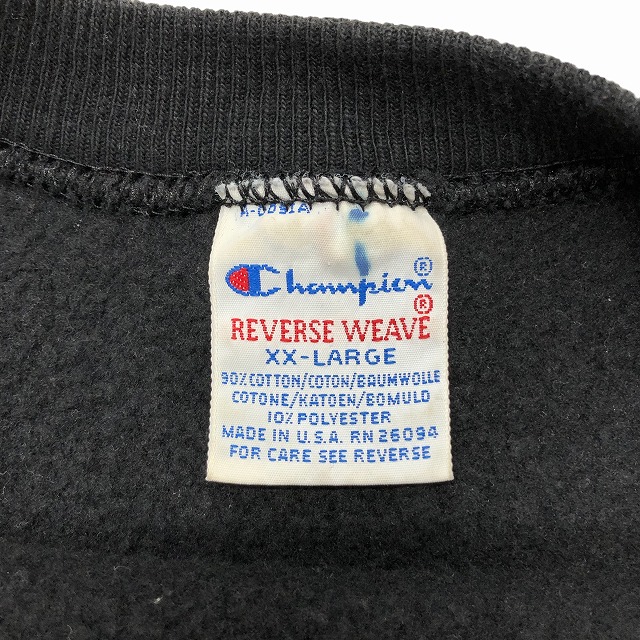 A-0091A
Champion®
REVERSE WEAVE®
XX-LARGE
90% COTTON/COTON/BAUMWOLLE
COTONE/KATOEN/BOMULD
10% POLYESTER
MADE IN U.S.A. RN 26094
FOR CARE SEE REVERSE